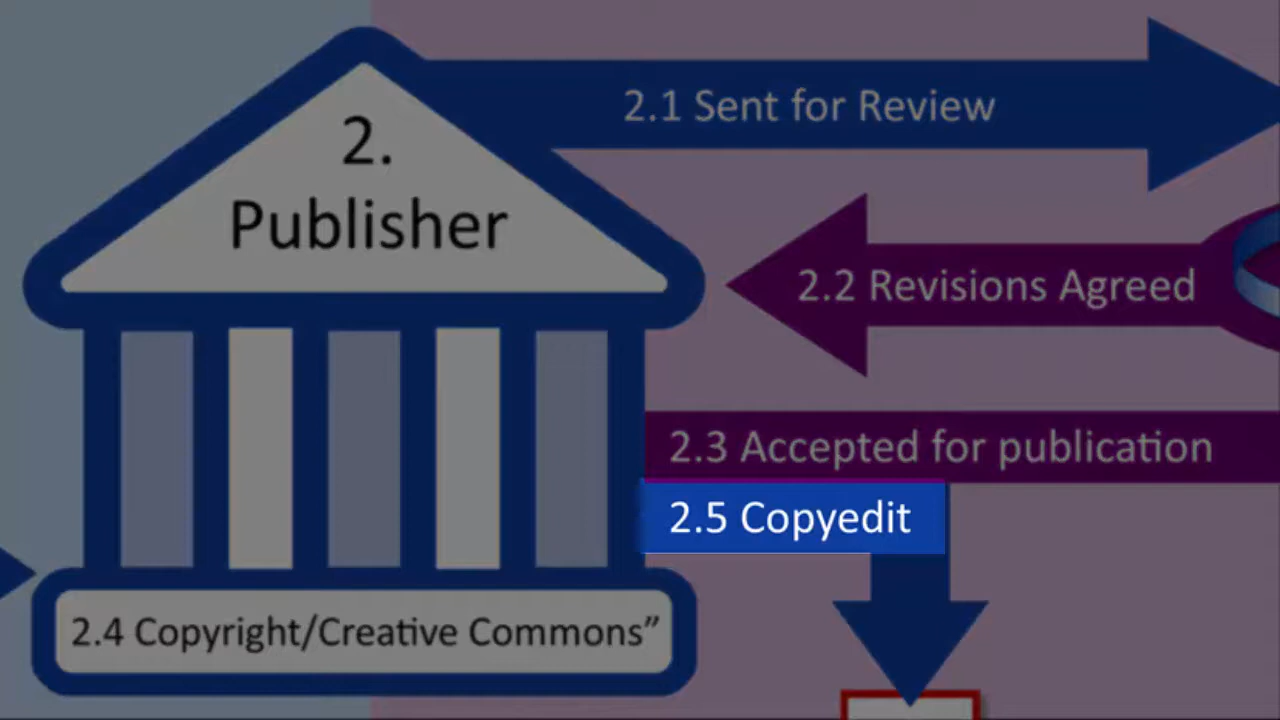 2.
Publisher
2.1 Sent for Review
2.2 Revisions Agreed
2.3 Accepted for publication
2.5 Copyedit
2.4 Copyright/Creative Commons”